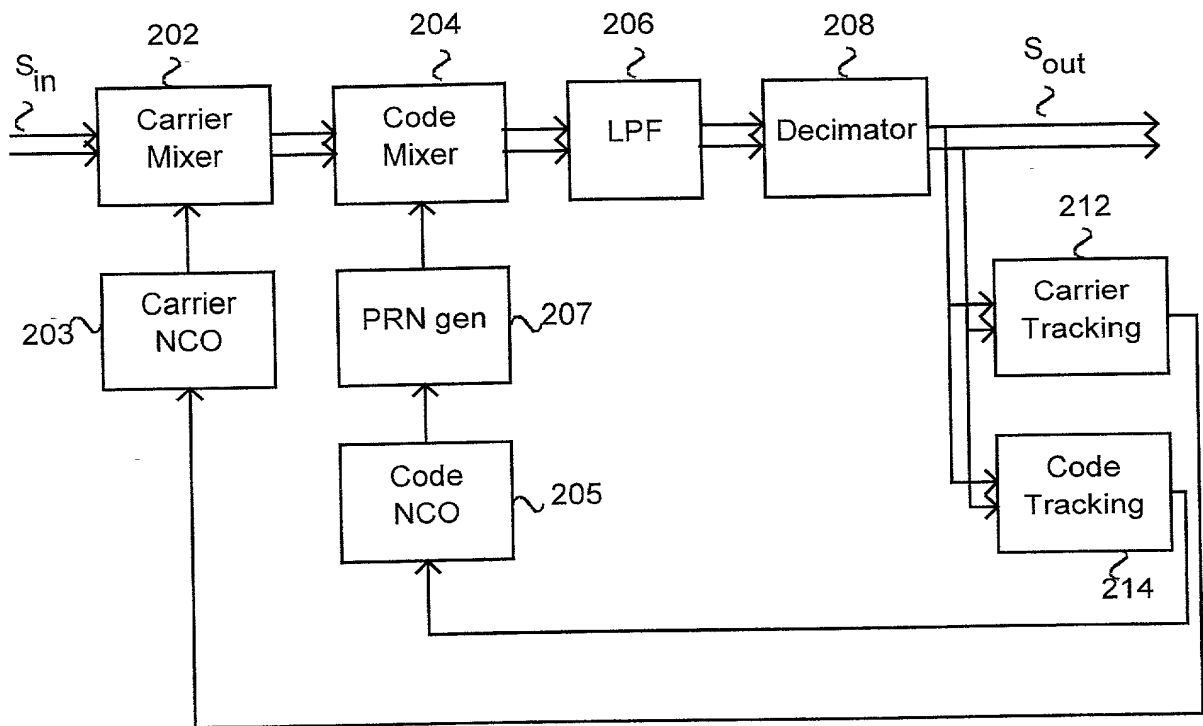 202
204
206
208
S_in
S_out
Carrier
Mixer
Code
Mixer
LPF
Decimator
212
Carrier
NCO
203
PRN gen
207
Carrier
Tracking
Code
NCO
205
Code
Tracking
214